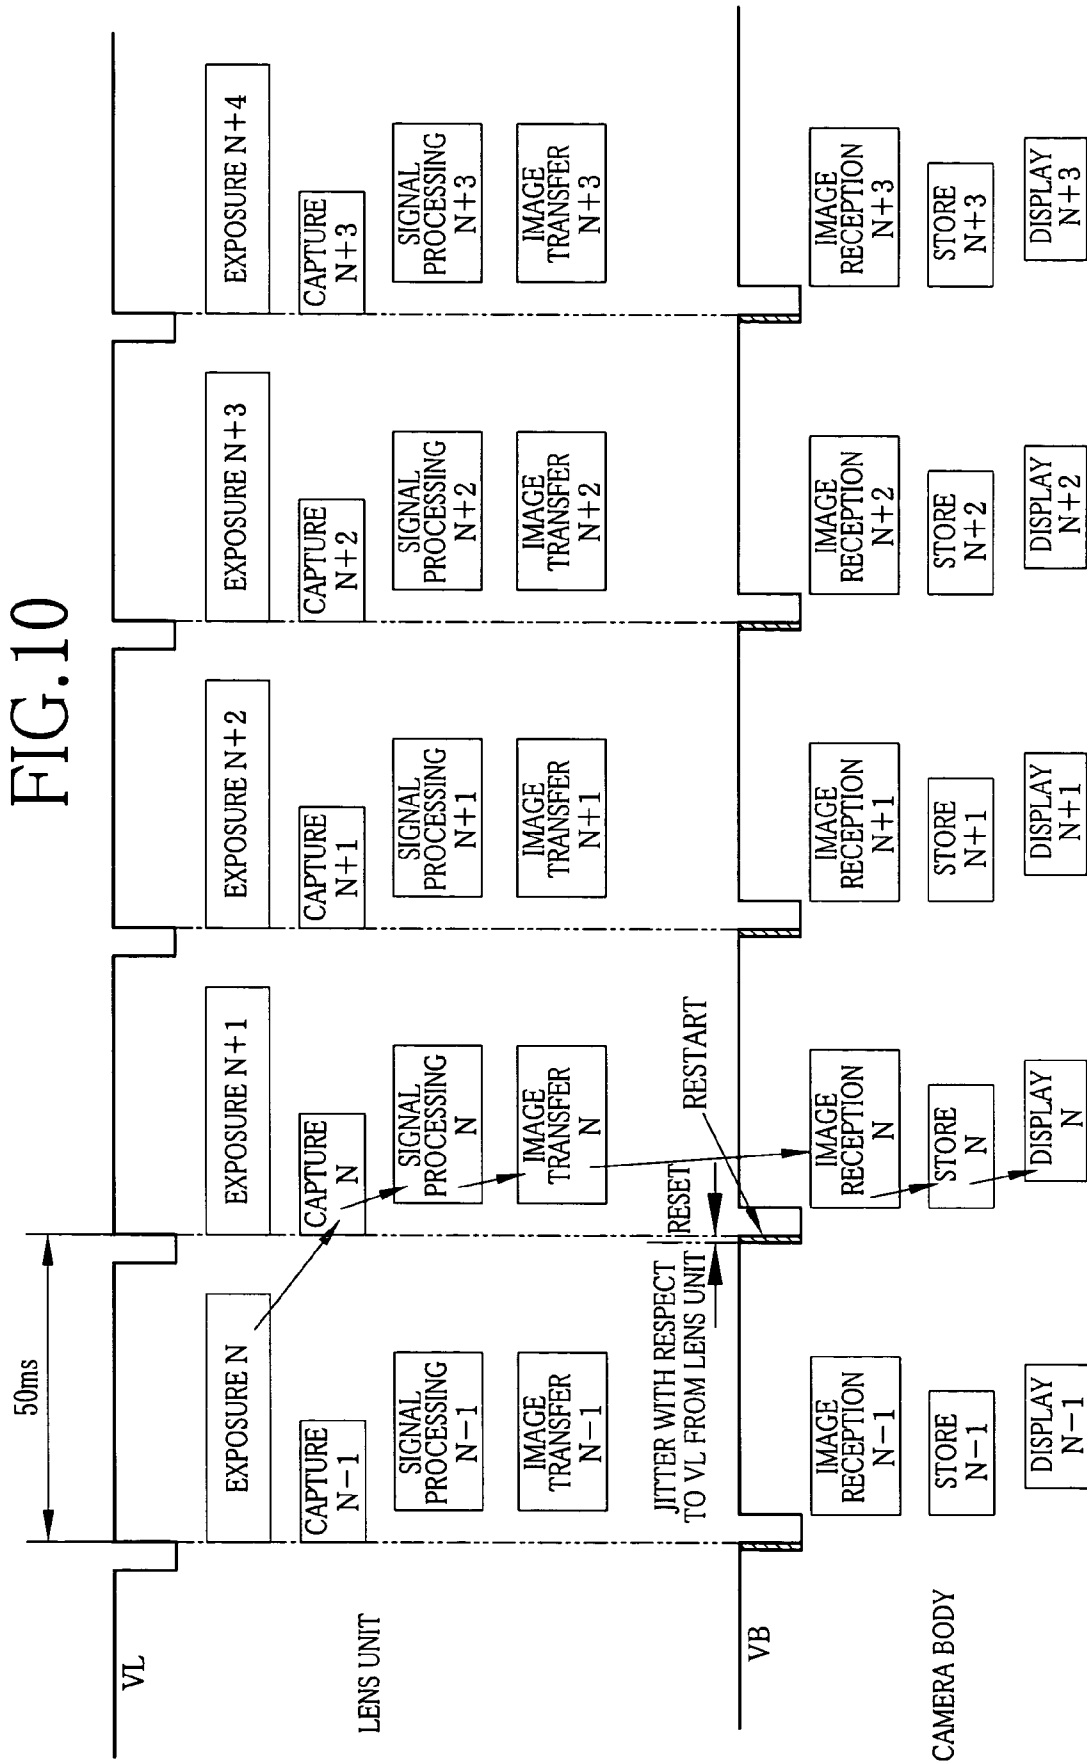 FIG.10
50ms
VL
LENS UNIT
EXPOSURE N
EXPOSURE N+1
EXPOSURE N+2
EXPOSURE N+3
EXPOSURE N+4
CAPTURE
N−1
CAPTURE
N
CAPTURE
N+1
CAPTURE
N+2
CAPTURE
N+3
SIGNAL
PROCESSING
N−1
SIGNAL
PROCESSING
N
SIGNAL
PROCESSING
N+1
SIGNAL
PROCESSING
N+2
SIGNAL
PROCESSING
N+3
IMAGE
TRANSFER
N−1
IMAGE
TRANSFER
N
IMAGE
TRANSFER
N+1
IMAGE
TRANSFER
N+2
IMAGE
TRANSFER
N+3
JITTER WITH RESPECT
TO VL FROM LENS UNIT
RESET
RESTART
VB
CAMERA BODY
IMAGE
RECEPTION
N−1
IMAGE
RECEPTION
N
IMAGE
RECEPTION
N+1
IMAGE
RECEPTION
N+2
IMAGE
RECEPTION
N+3
STORE
N−1
STORE
N
STORE
N+1
STORE
N+2
STORE
N+3
DISPLAY
N−1
DISPLAY
N
DISPLAY
N+1
DISPLAY
N+2
DISPLAY
N+3